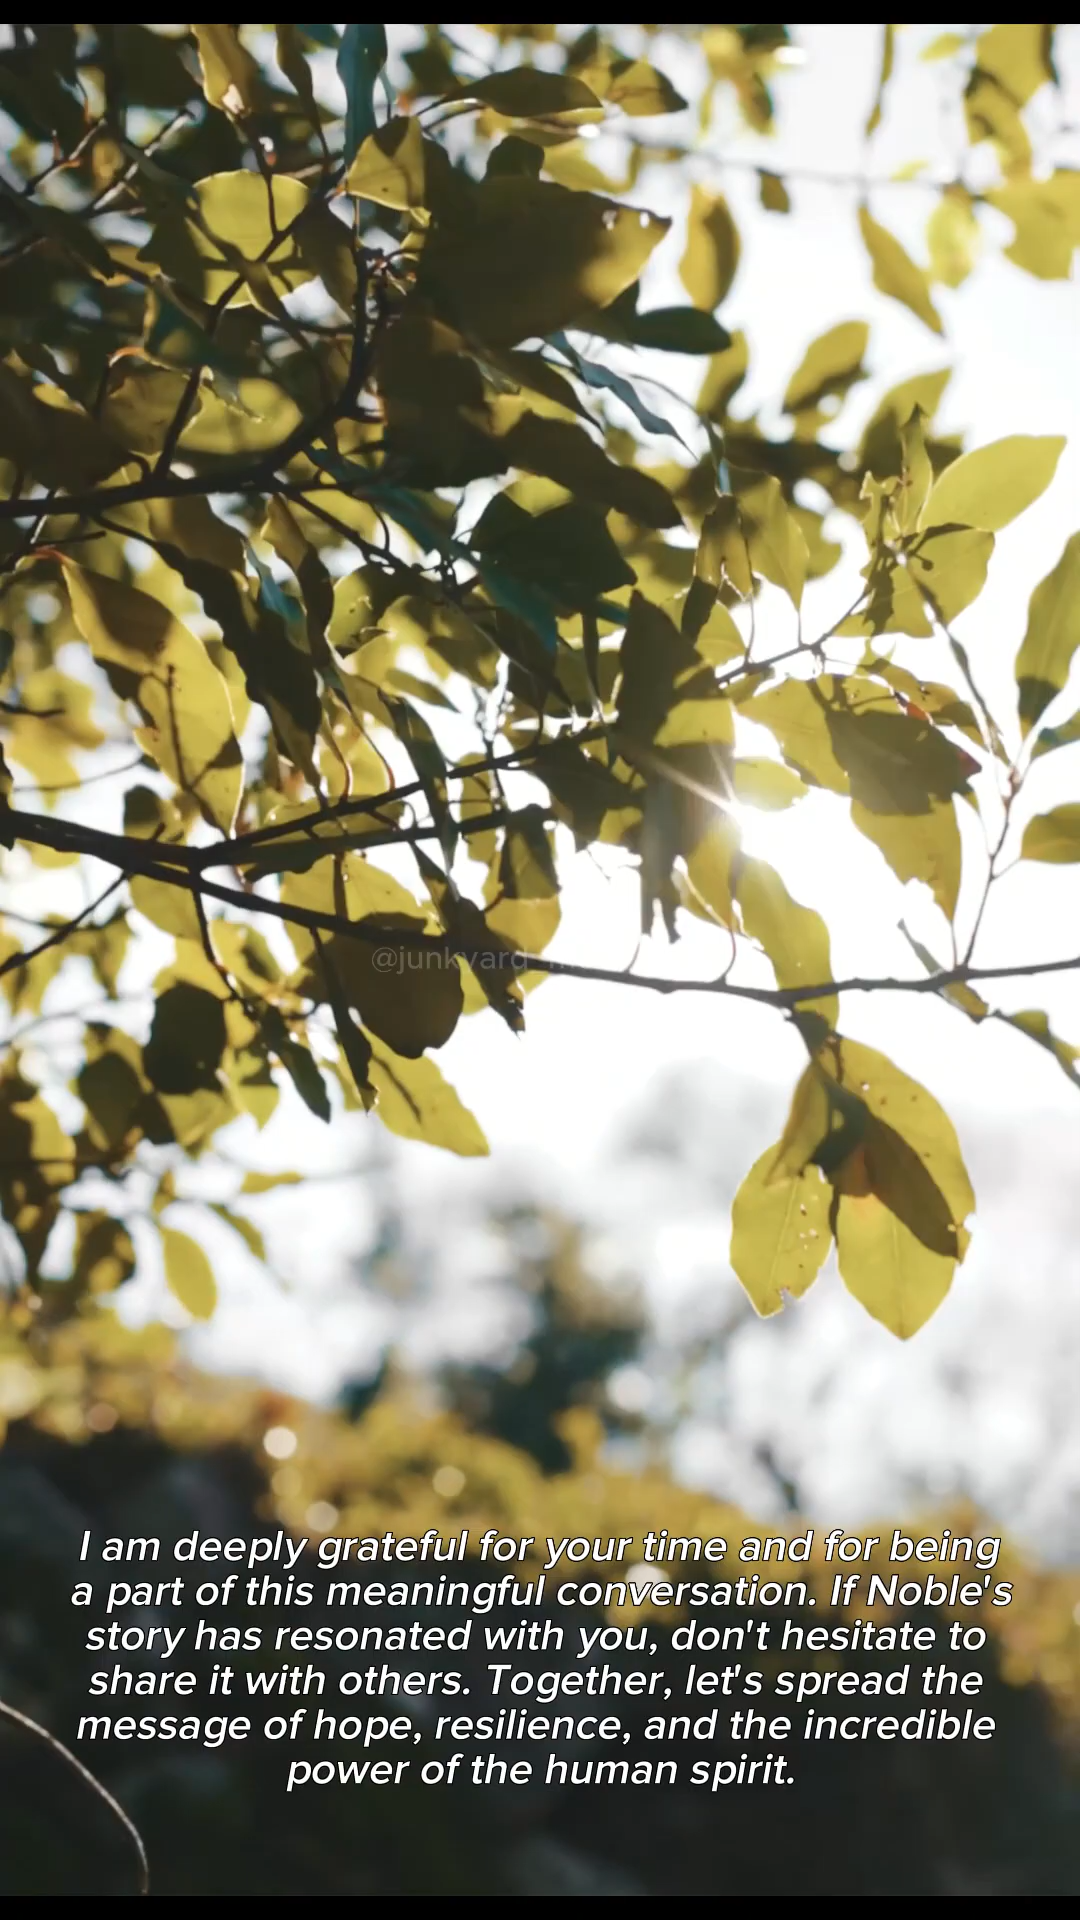 @junkyard
I am deeply grateful for your time and for being
a part of this meaningful conversation. If Noble's
story has resonated with you, don't hesitate to
share it with others. Together, let's spread the
message of hope, resilience, and the incredible
power of the human spirit.